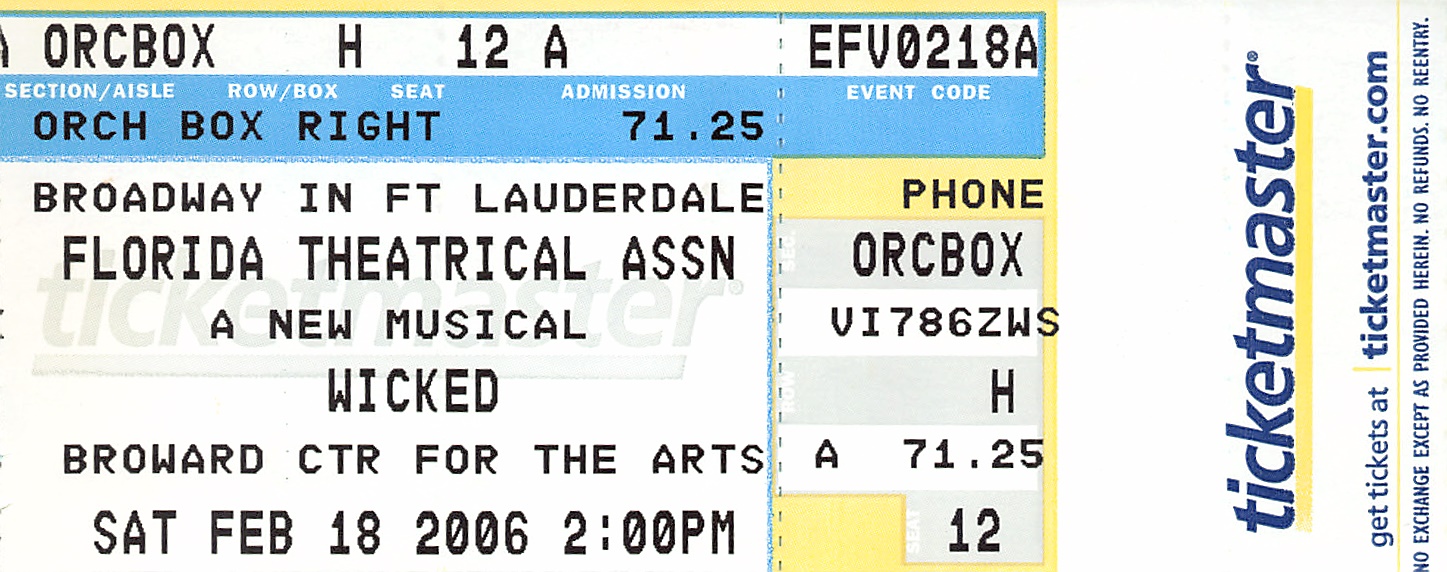 ORCBOX H 12 A EFV0218A
SECTION/AISLE ROW/BOX SEAT ADMISSION EVENT CODE
ORCH BOX RIGHT 71.25
BROADWAY IN FT LAUDERDALE
FLORIDA THEATRICAL ASSN
ticketmaster®
A NEW MUSICAL
WICKED
BROWARD CTR FOR THE ARTS
SAT FEB 18 2006 2:00PM
PHONE
SEC.
ORCBOX
VI786ZWS
ROW
H
A 71.25
SEAT
12
ticketmaster®
get tickets at ticketmaster.com
NO EXCHANGE EXCEPT AS PROVIDED HEREIN. NO REFUNDS. NO REENTRY.